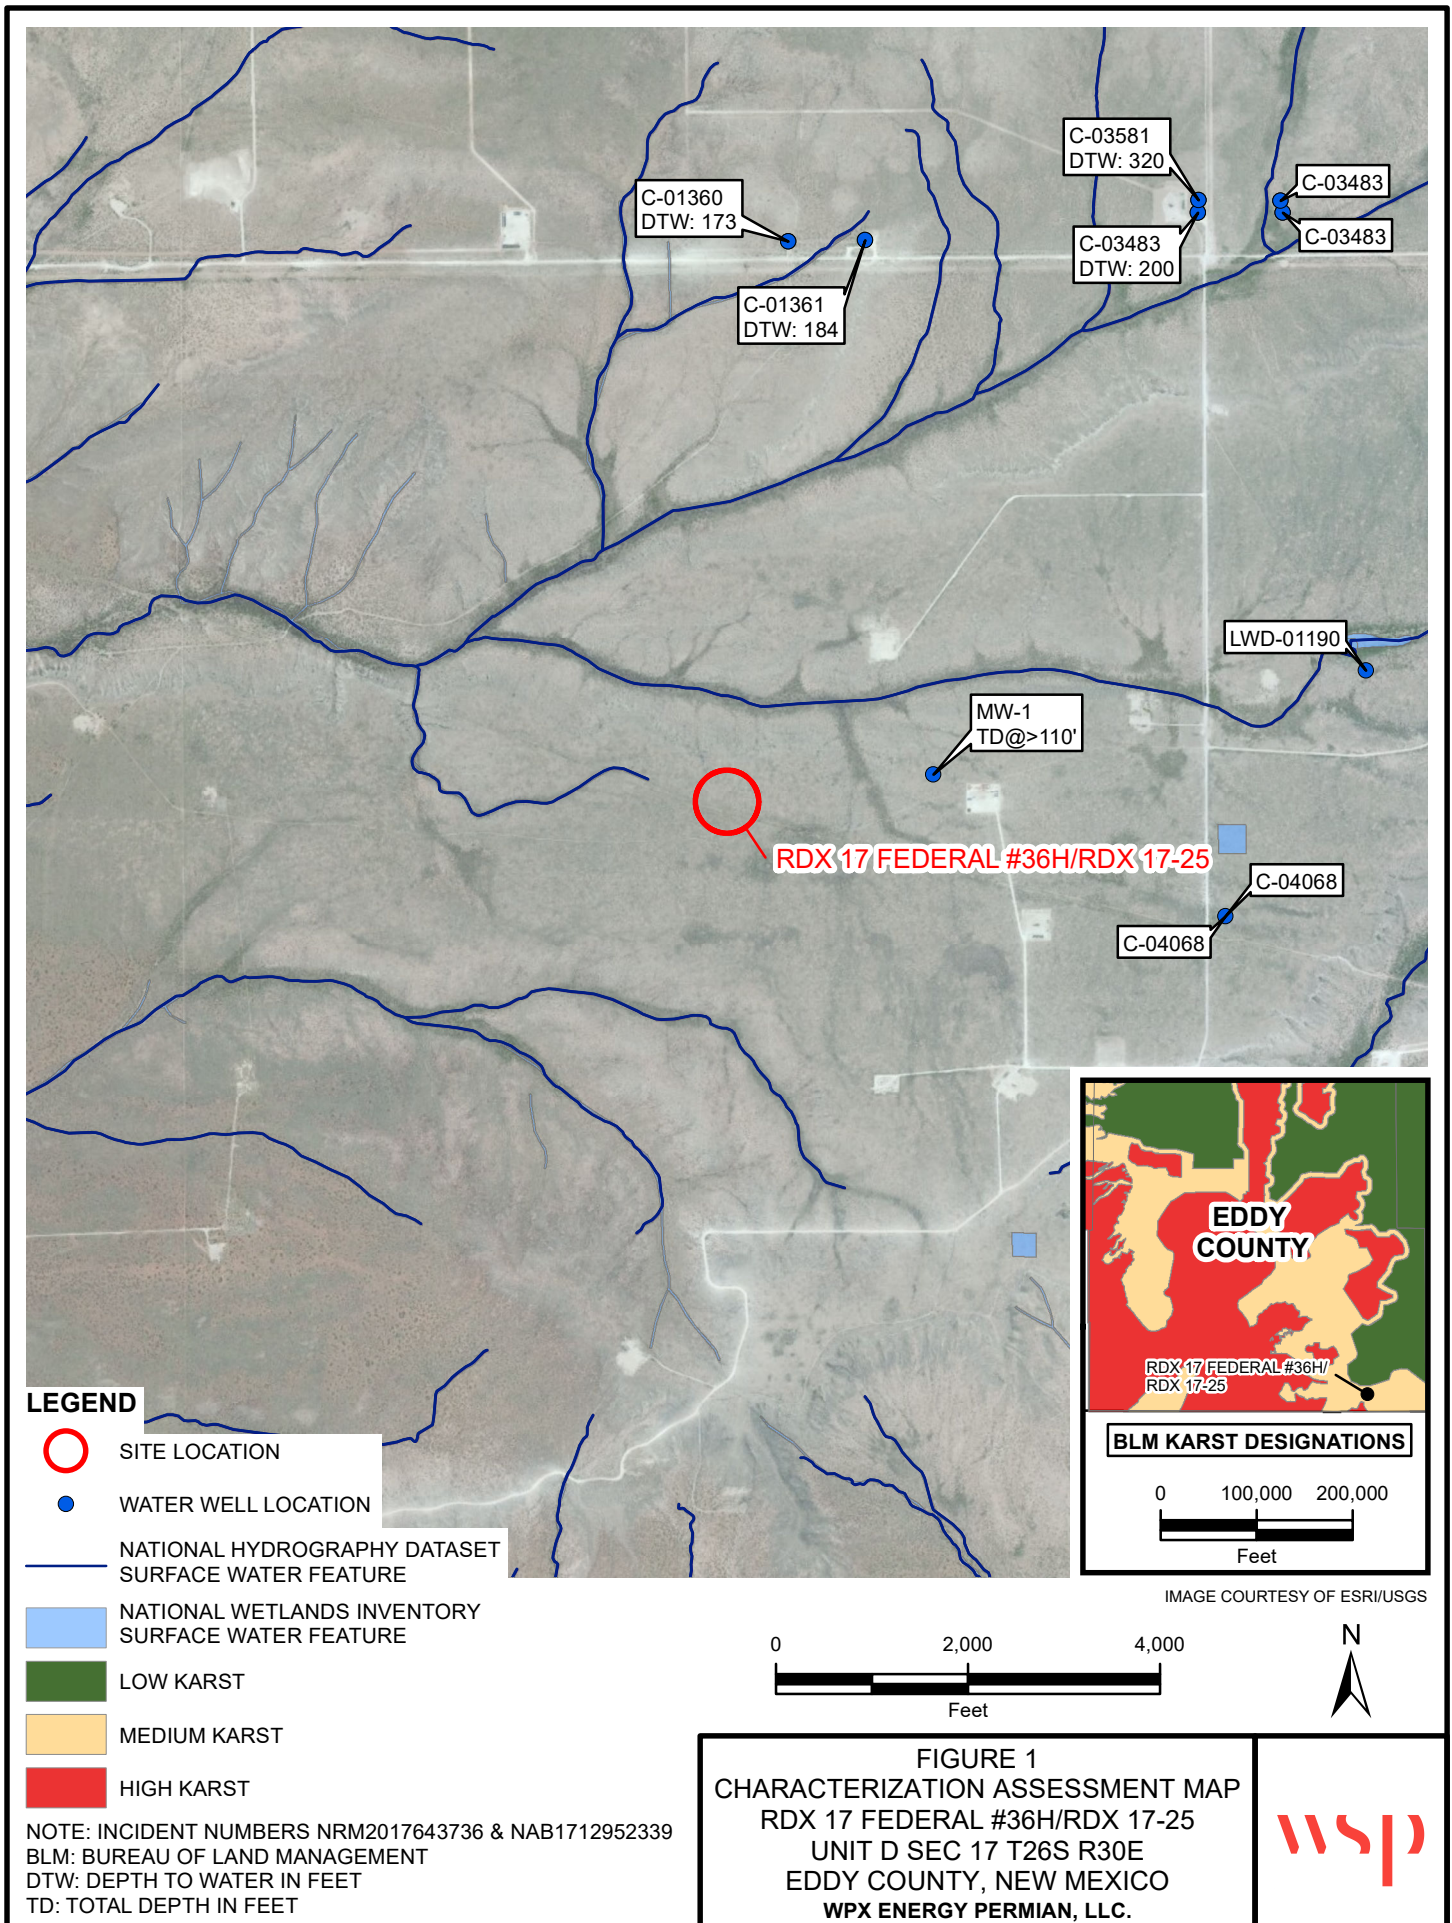 C-03581
DTW: 320
C-01360
DTW: 173
C-03483
C-03483
C-03483
DTW: 200
C-01361
DTW: 184
LWD-01190
MW-1
TD@>110'
RDX 17 FEDERAL #36H/RDX 17-25
C-04068
C-04068
EDDY
COUNTY
RDX 17 FEDERAL #36H/
RDX 17-25
BLM KARST DESIGNATIONS
0 100,000 200,000
Feet
IMAGE COURTESY OF ESRI/USGS
LEGEND
SITE LOCATION
WATER WELL LOCATION
NATIONAL HYDROGRAPHY DATASET
SURFACE WATER FEATURE
NATIONAL WETLANDS INVENTORY
SURFACE WATER FEATURE
LOW KARST
MEDIUM KARST
HIGH KARST
NOTE: INCIDENT NUMBERS NRM2017643736 & NAB1712952339
BLM: BUREAU OF LAND MANAGEMENT
DTW: DEPTH TO WATER IN FEET
TD: TOTAL DEPTH IN FEET
0 2,000 4,000
Feet
N
FIGURE 1
CHARACTERIZATION ASSESSMENT MAP
RDX 17 FEDERAL #36H/RDX 17-25
UNIT D SEC 17 T26S R30E
EDDY COUNTY, NEW MEXICO
WPX ENERGY PERMIAN, LLC.
wsp